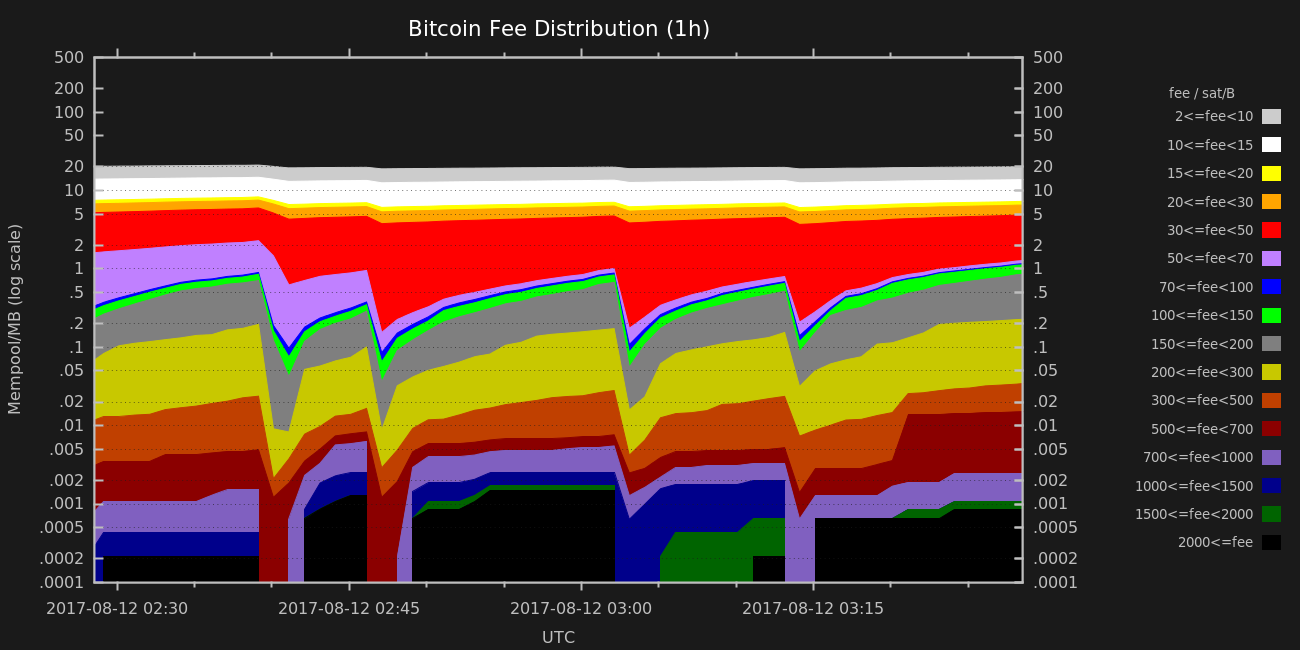 Bitcoin Fee Distribution (1h)
500 500
200 200
100 100
50 50
20 20
10 10
5 5
2 2
1 1
.5 .5
.2 .2
.1 .1
.05 .05
.02 .02
.01 .01
.005 .005
.002 .002
.001 .001
.0005 .0005
.0002 .0002
.0001 .0001
Mempool/MB (log scale)
2017-08-12 02:30 2017-08-12 02:45 2017-08-12 03:00 2017-08-12 03:15
UTC
fee / sat/B
2<=fee<10
10<=fee<15
15<=fee<20
20<=fee<30
30<=fee<50
50<=fee<70
70<=fee<100
100<=fee<150
150<=fee<200
200<=fee<300
300<=fee<500
500<=fee<700
700<=fee<1000
1000<=fee<1500
1500<=fee<2000
2000<=fee